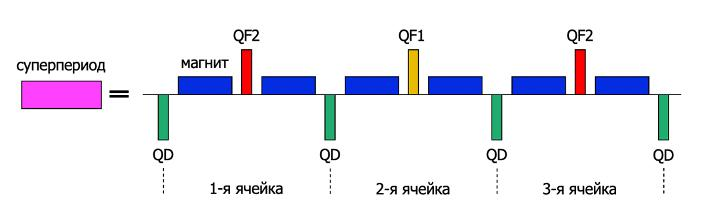 суперпериод
=
магнит
QF2
QF1
QF2
QD
QD
QD
QD
1-я ячейка
2-я ячейка
3-я ячейка